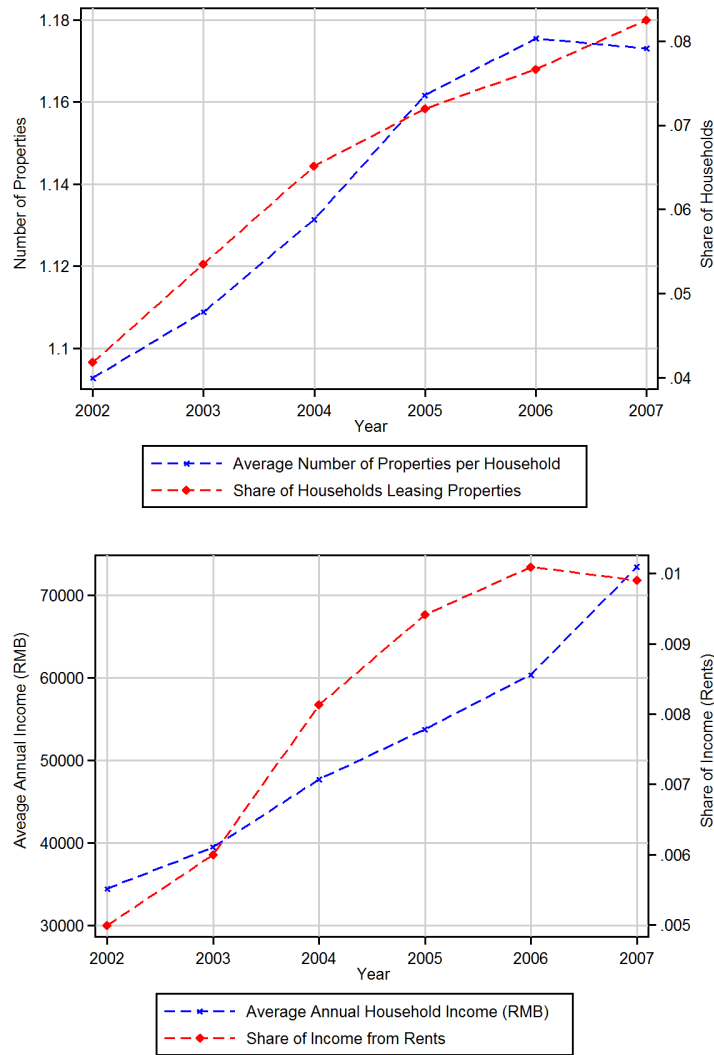 1.18
1.16
1.14
1.12
1.1
Number of Properties
.08
.07
.06
.05
.04
Share of Households
2002 2003 2004 2005 2006 2007
Year
Average Number of Properties per Household
Share of Households Leasing Properties
70000
60000
50000
40000
30000
Aveage Annual Income (RMB)
.01
.009
.008
.007
.006
.005
Share of Income (Rents)
2002 2003 2004 2005 2006 2007
Year
Average Annual Household Income (RMB)
Share of Income from Rents